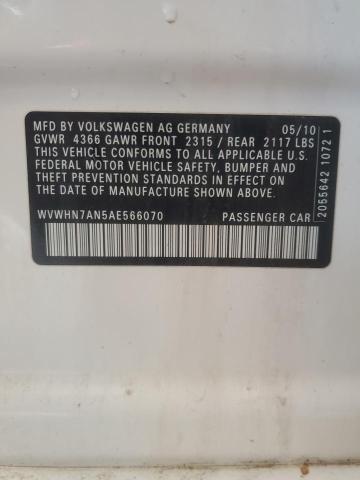 MFD BY VOLKSWAGEN AG GERMANY 05/10
GVWR 4366 GAWR FRONT 2315 / REAR 2117 LBS
THIS VEHICLE CONFORMS TO ALL APPLICABLE U.S.
FEDERAL MOTOR VEHICLE SAFETY, BUMPER AND
THEFT PREVENTION STANDARDS IN EFFECT ON THE
DATE OF MANUFACTURE SHOWN ABOVE.
WVWHN7AN5AE566070 PASSENGER CAR
2055642 1072 1